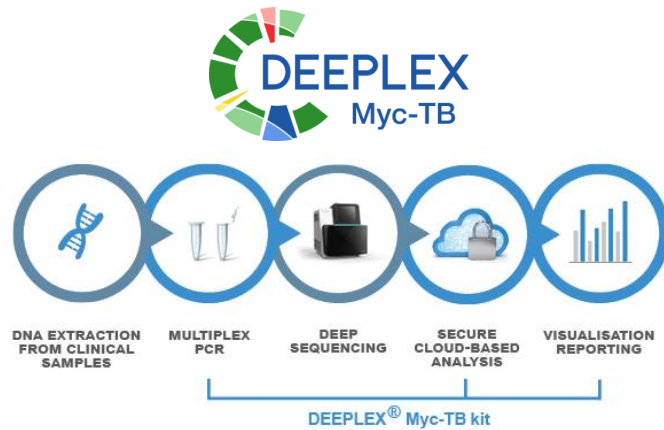 DEEPLEX
Myc-TB
DNA EXTRACTION
FROM CLINICAL
SAMPLES
MULTIPLEX
PCR
DEEP
SEQUENCING
SECURE
CLOUD-BASED
ANALYSIS
VISUALISATION
REPORTING
DEEPLEX® Myc-TB kit